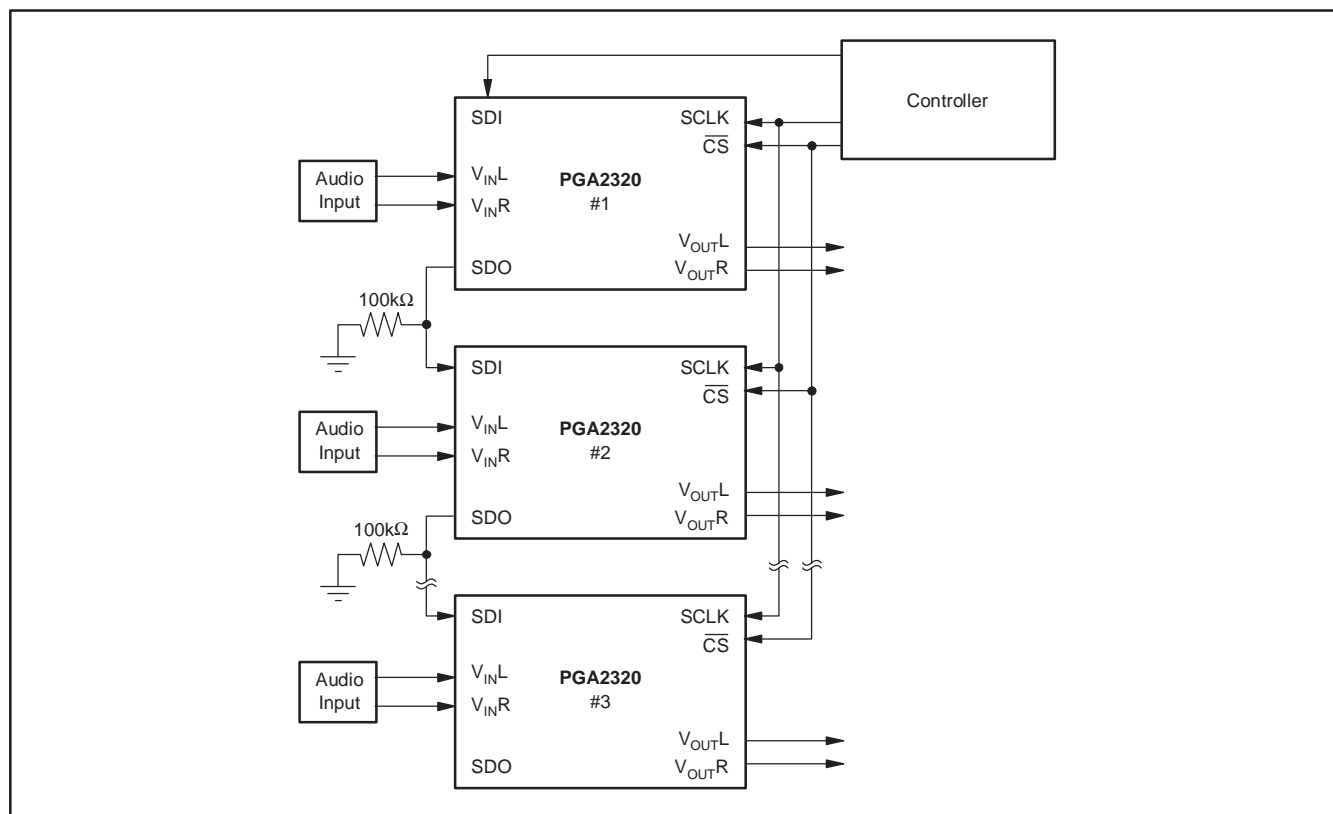 Controller
SDI
SCLK
CS
Audio
Input
VINL
VINR
PGA2320
#1
VOUTL
VOUTR
SDO
100kΩ
SDI
SCLK
CS
Audio
Input
VINL
VINR
PGA2320
#2
VOUTL
VOUTR
SDO
100kΩ
SDI
SCLK
CS
Audio
Input
VINL
VINR
PGA2320
#3
VOUTL
VOUTR
SDO